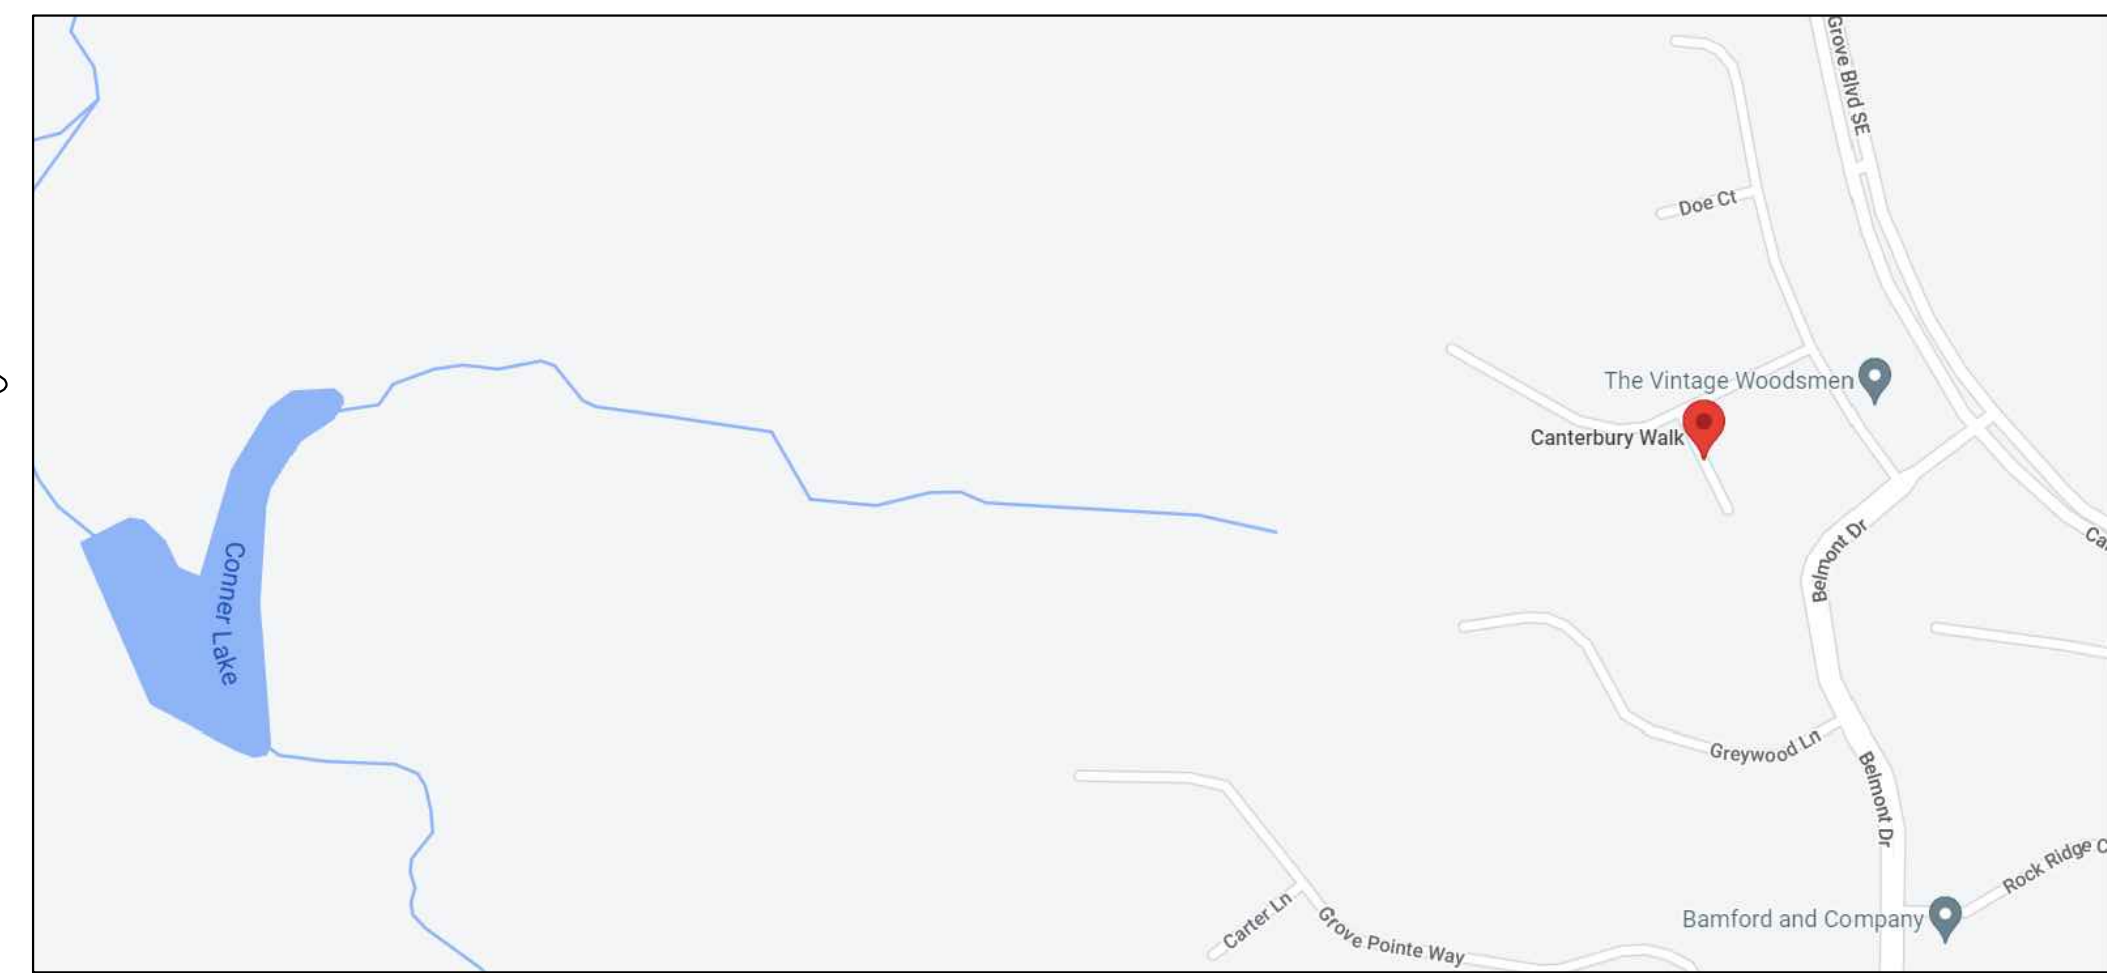 Grove Blvd SE
Doe Ct
The Vintage Woodsmen
Canterbury Walk
Belmont Dr
Conner Lake
Greywood Ln
Belmont Dr
Rock Ridge
Carter Ln
Grove Pointe Way
Bamford and Company